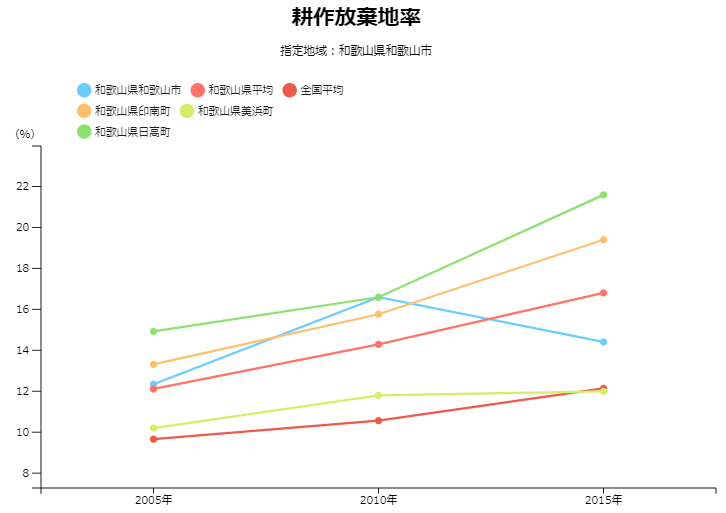 耕作放棄地率
指定地域：和歌山県和歌山市
和歌山県和歌山市 和歌山県平均 全国平均
和歌山県印南町 和歌山県美浜町
和歌山県日高町
(%)
22
20
18
16
14
12
10
8
2005年 2010年 2015年